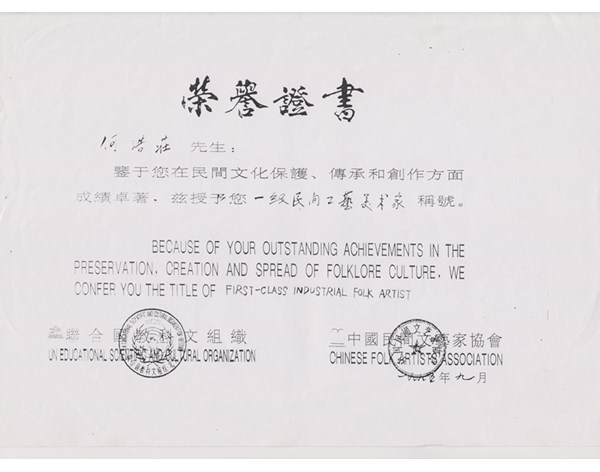 榮譽證書
何浩莊 先生：
鑒于您在民間文化保護、傳承和創作方面
成績卓著、兹授予您 一级民间工藝美术家 稱號。
BECAUSE OF YOUR OUTSTANDING ACHIEVEMENTS IN THE
PRESERVATION, CREATION AND SPREAD OF FOLKLORE CULTURE, WE
CONFER YOU THE TITLE OF FIRST-CLASS INDUSTRIAL FOLK ARTIST
聯合國教科文組織
UN EDUCATIONAL SCIENTIFIC AND CULTURAL ORGANIZATION
中國民間文藝家協會
CHINESE FOLK ARTISTS ASSOCIATION
年九月